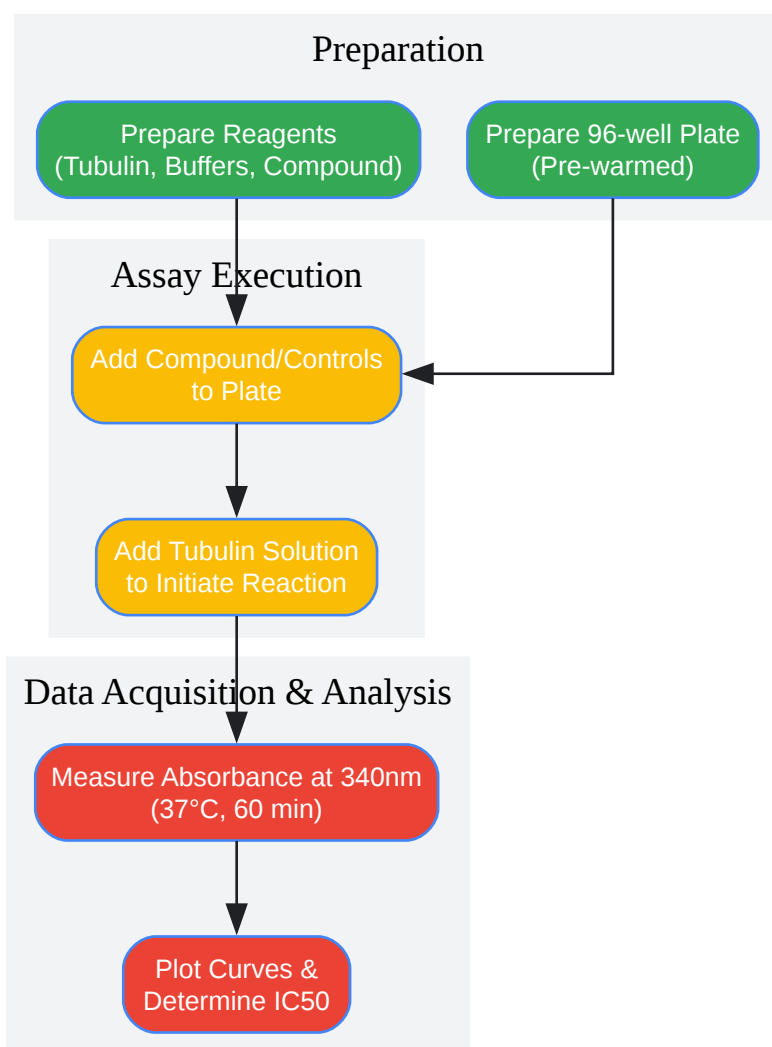 Preparation
Prepare Reagents
(Tubulin, Buffers, Compound)
Prepare 96-well Plate
(Pre-warmed)
Assay Execution
Add Compound/Controls
to Plate
Add Tubulin Solution
to Initiate Reaction
Data Acquisition & Analysis
Measure Absorbance at 340nm
(37°C, 60 min)
Plot Curves &
Determine IC50